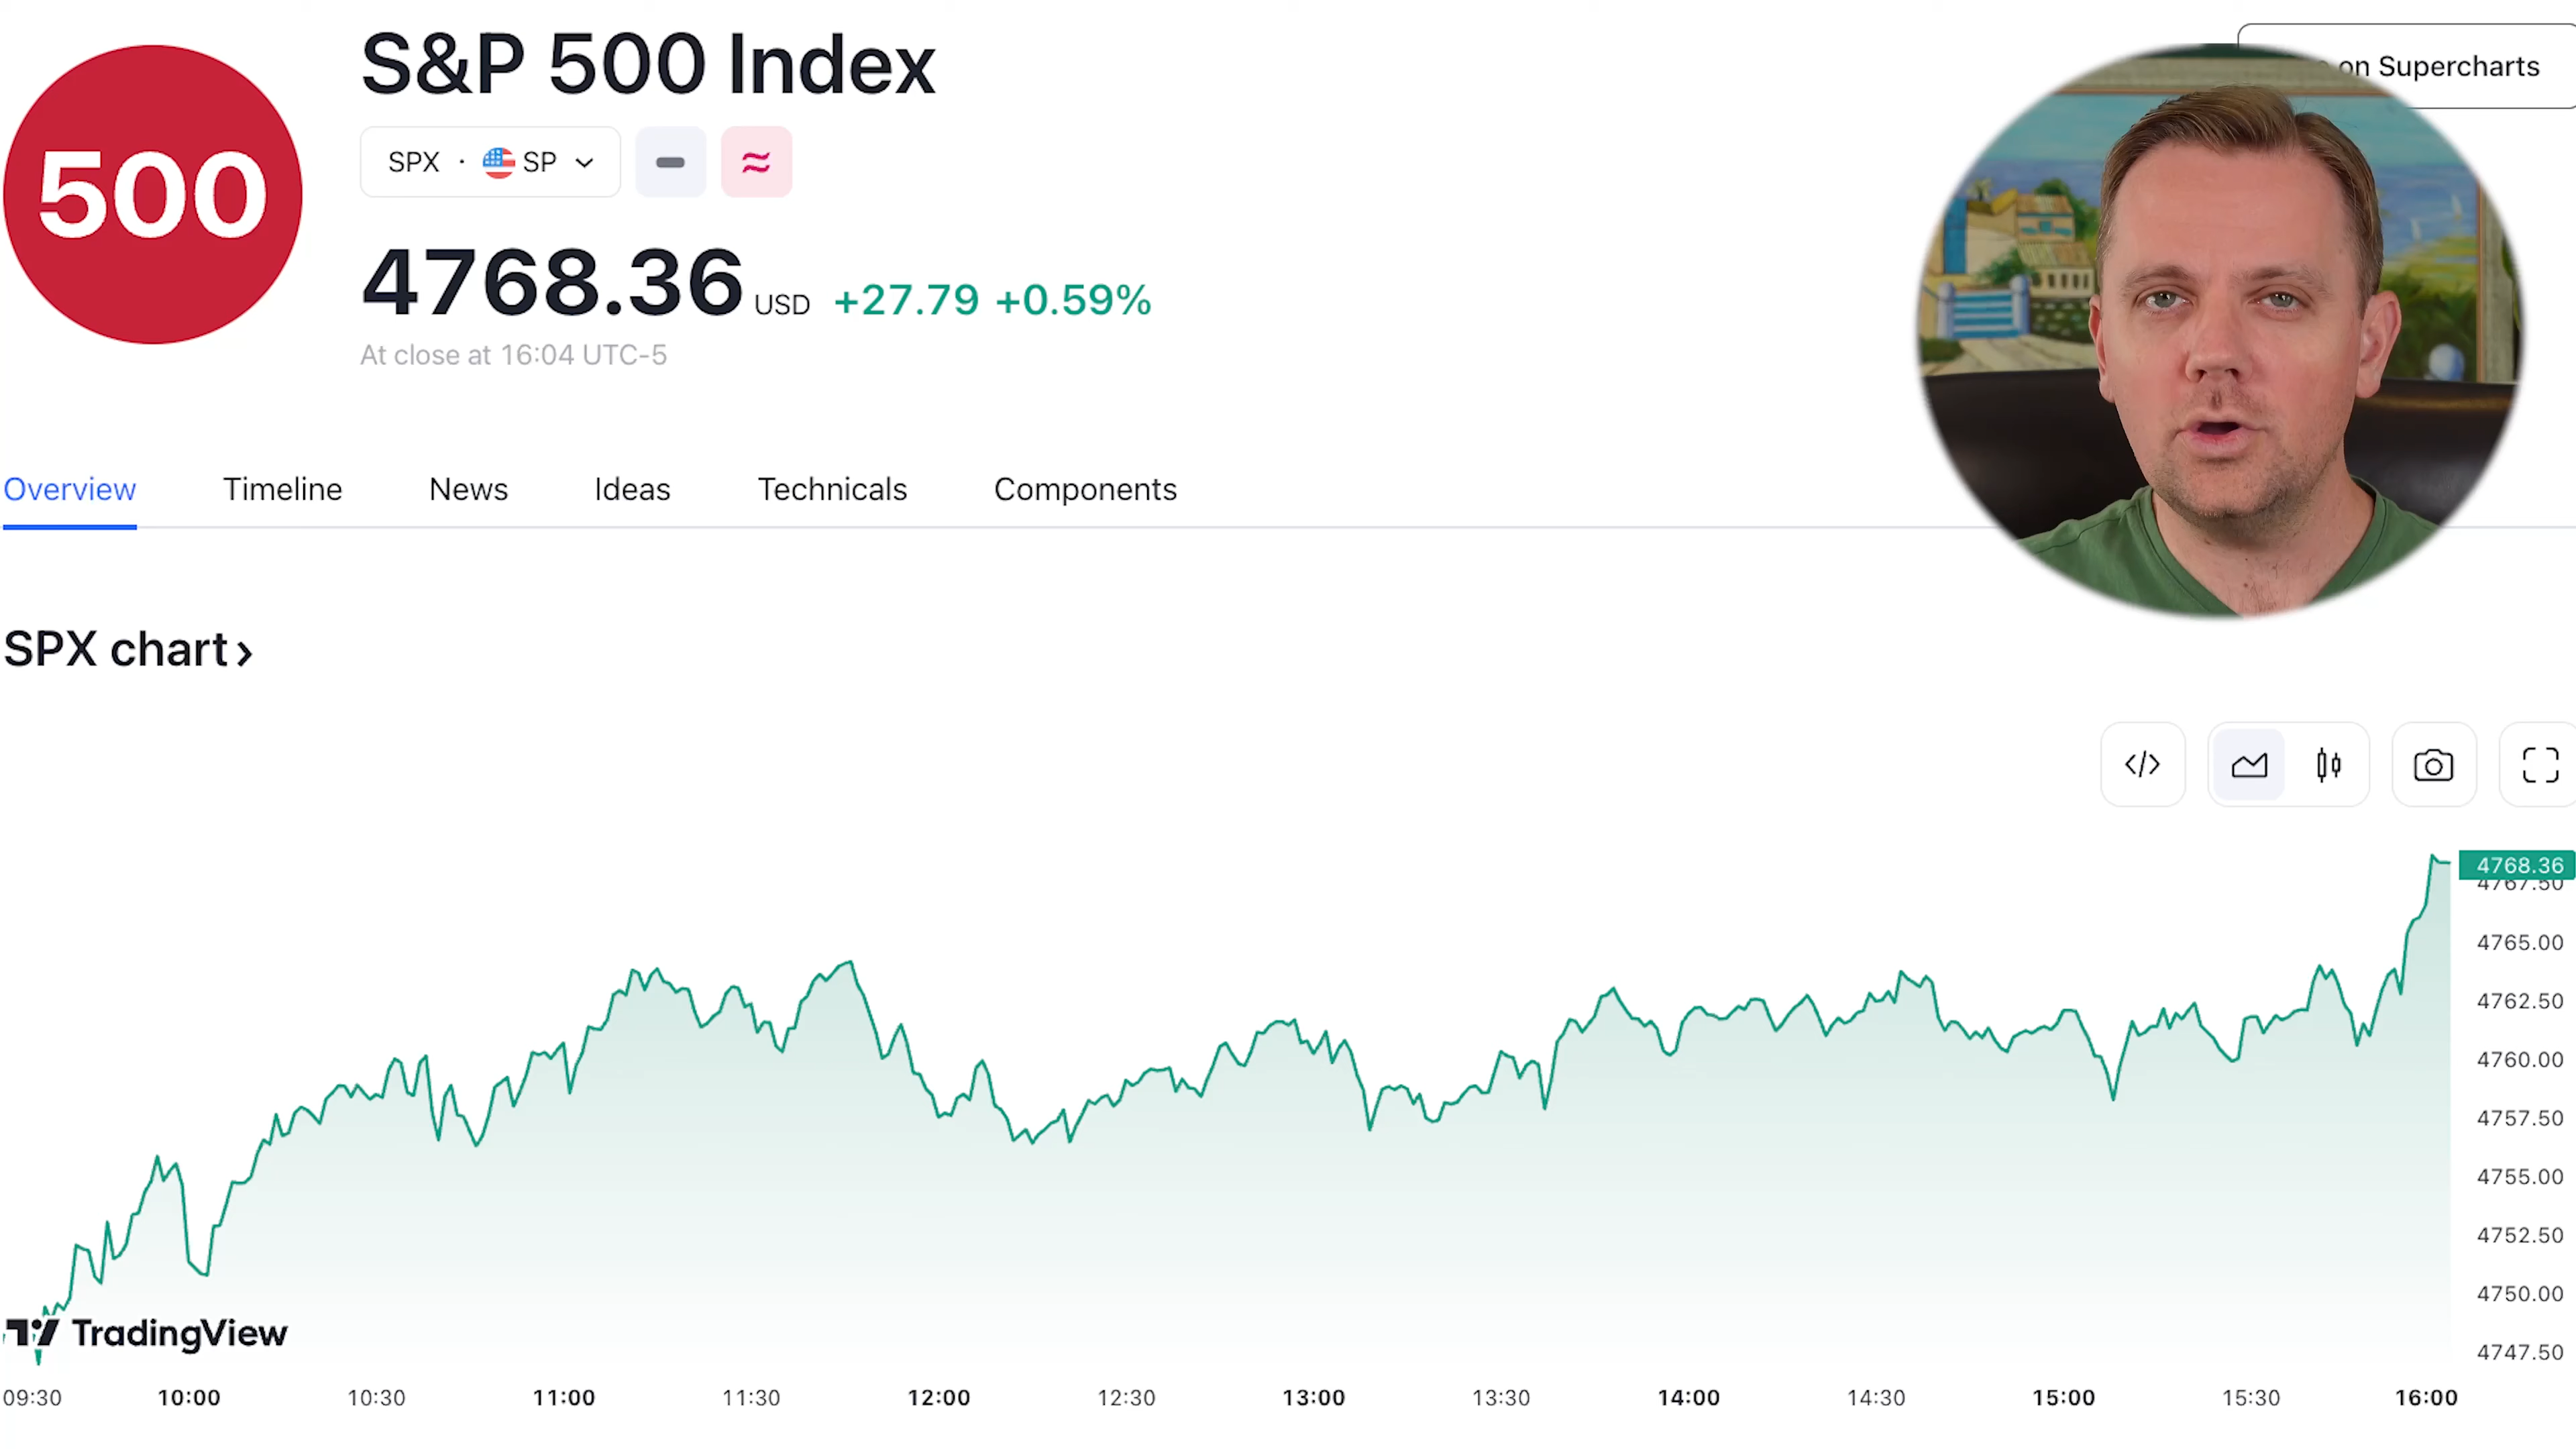 S&P 500 Index
on Supercharts
500
SPX · SP
4768.36 USD +27.79 +0.59%
At close at 16:04 UTC-5
Overview Timeline News Ideas Technicals Components
SPX chart
4768.36
4767.50
4765.00
4762.50
4760.00
4757.50
4755.00
4752.50
4750.00
4747.50
TradingView
09:30 10:00 10:30 11:00 11:30 12:00 12:30 13:00 13:30 14:00 14:30 15:00 15:30 16:00